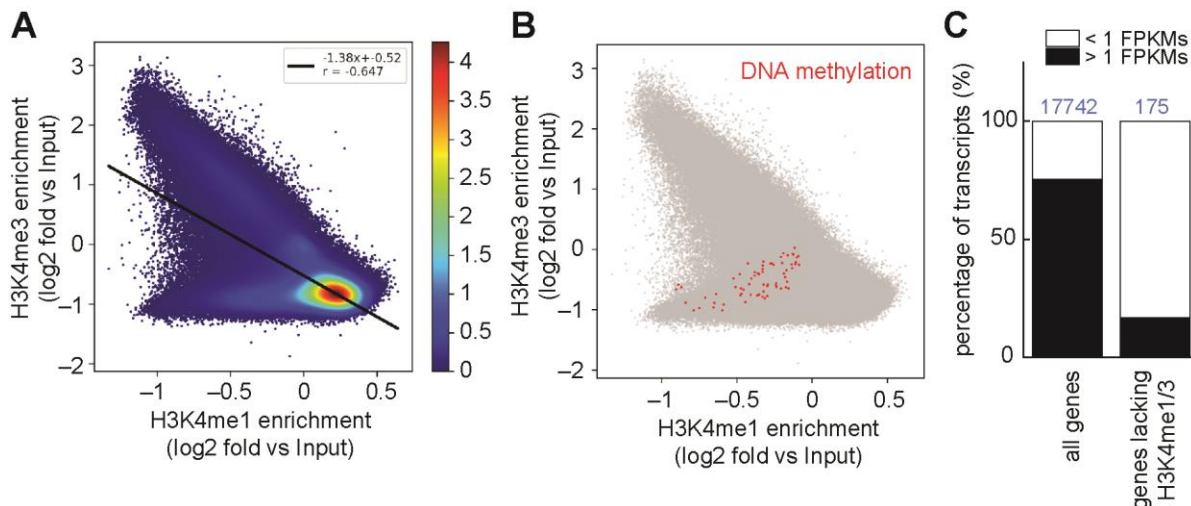 A
H3K4me3 enrichment
(log2 fold vs Input)
3
2
1
0
–1
–2
-1.38x+-0.52
r = -0.647
–1
–0.5
0
0.5
H3K4me1 enrichment
(log2 fold vs Input)
4
3.5
3
2.5
2
1.5
1
0.5
0
B
DNA methylation
H3K4me3 enrichment
(log2 fold vs Input)
3
2
1
0
–1
–2
–1
–0.5
0
0.5
H3K4me1 enrichment
(log2 fold vs Input)
C
< 1 FPKMs
> 1 FPKMs
percentage of transcripts (%)
17742
175
100
50
0
all genes
genes lacking
H3K4me1/3